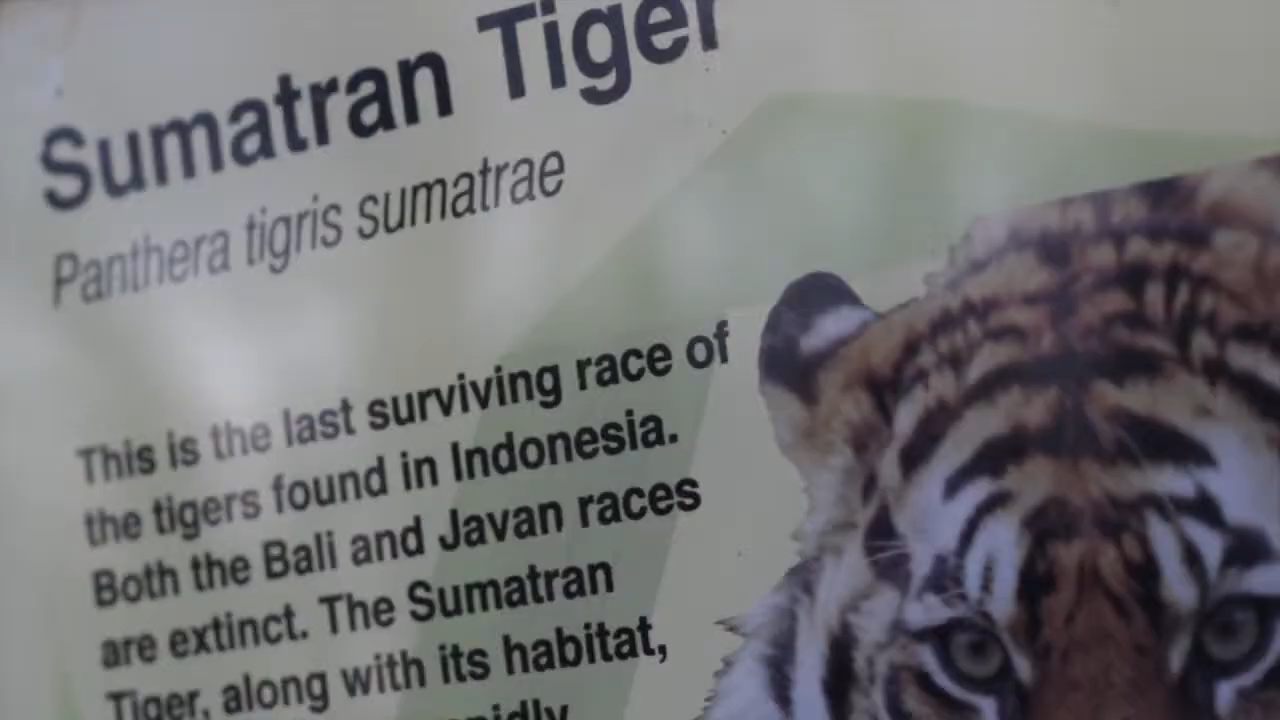 Sumatran Tiger
Panthera tigris sumatrae
This is the last surviving race of
the tigers found in Indonesia.
Both the Bali and Javan races
are extinct. The Sumatran
Tiger, along with its habitat,